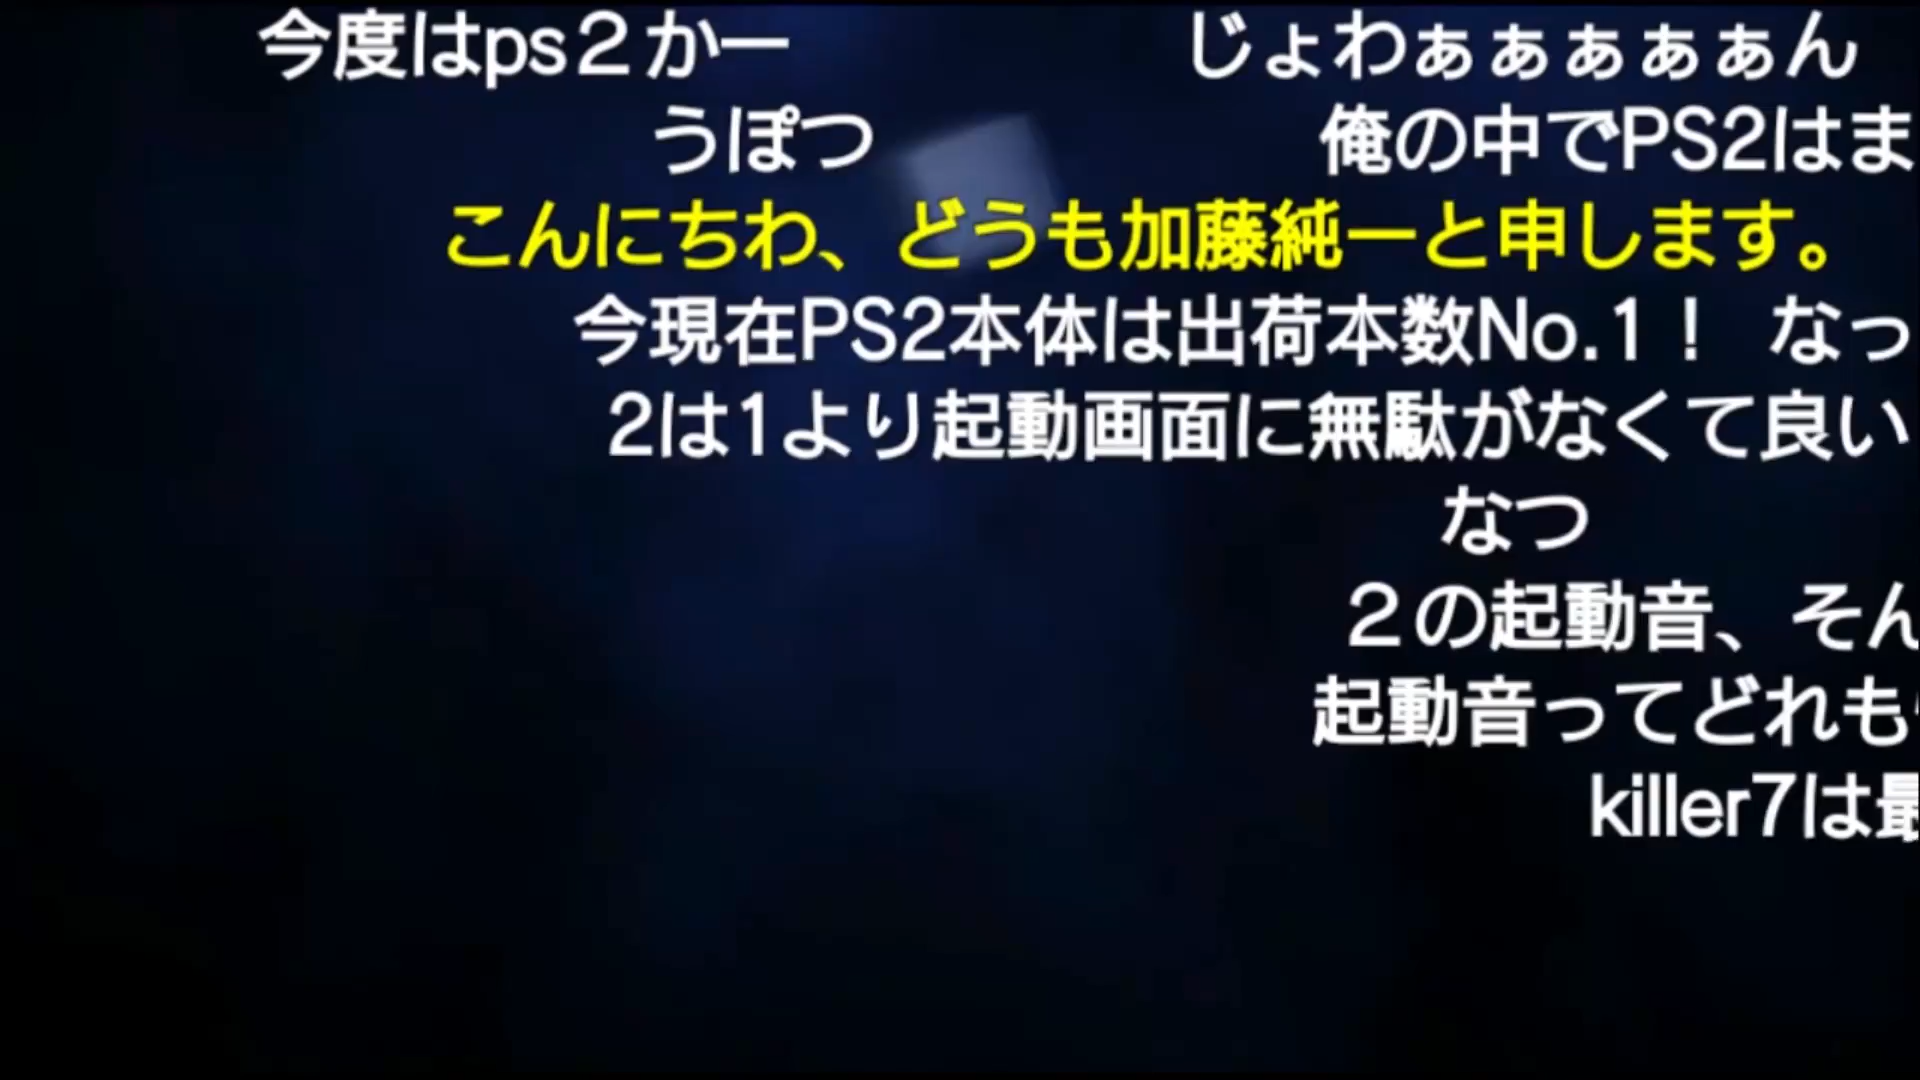 今度はps２かー
じょわぁぁぁぁぁん
うぽつ
俺の中でPS2はま
こんにちわ、どうも加藤純一と申します。
今現在PS2本体は出荷本数No.1！ なっ
2は1より起動画面に無駄がなくて良い
なつ
２の起動音、そん
起動音ってどれも
killer7は最